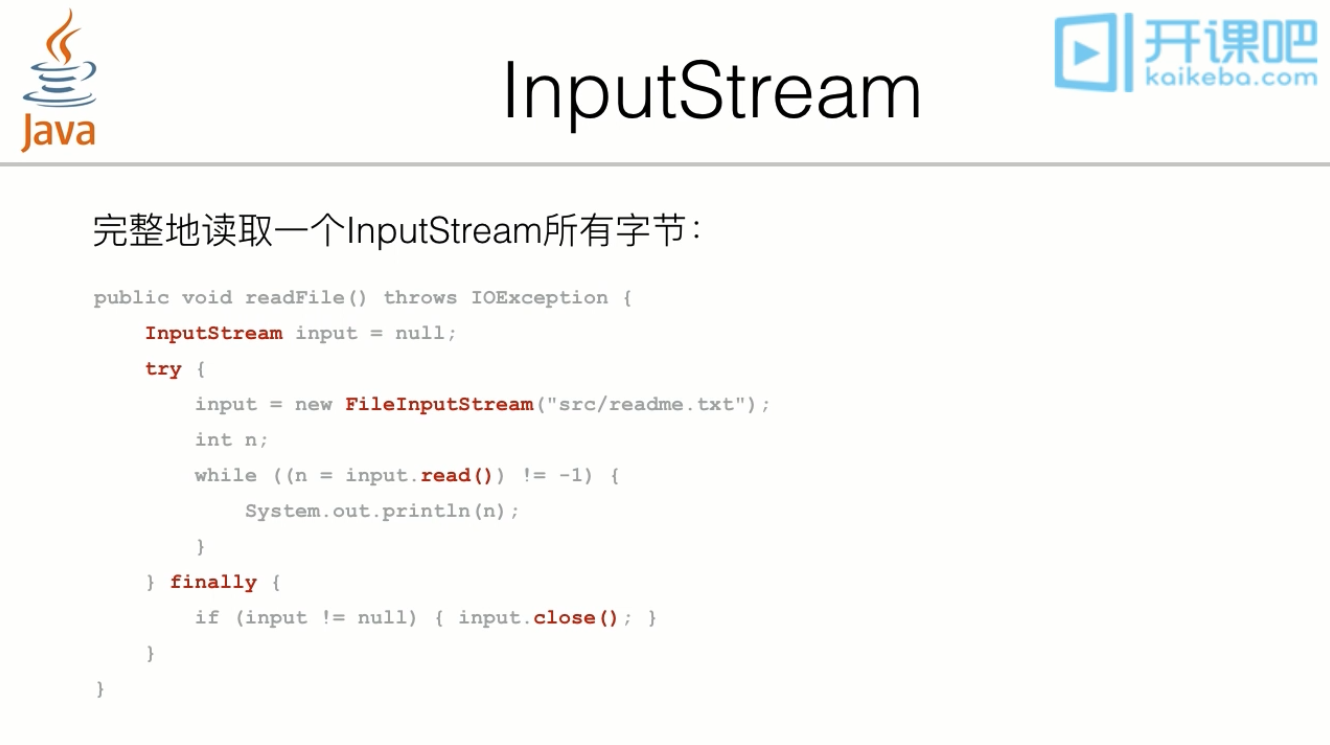 Java
InputStream
开课吧
kaikeba.com
完整地读取一个InputStream所有字节：
public void readFile() throws IOException {
    InputStream input = null;
    try {
        input = new FileInputStream("src/readme.txt");
        int n;
        while ((n = input.read()) != -1) {
            System.out.println(n);
        }
    } finally {
        if (input != null) { input.close(); }
    }
}